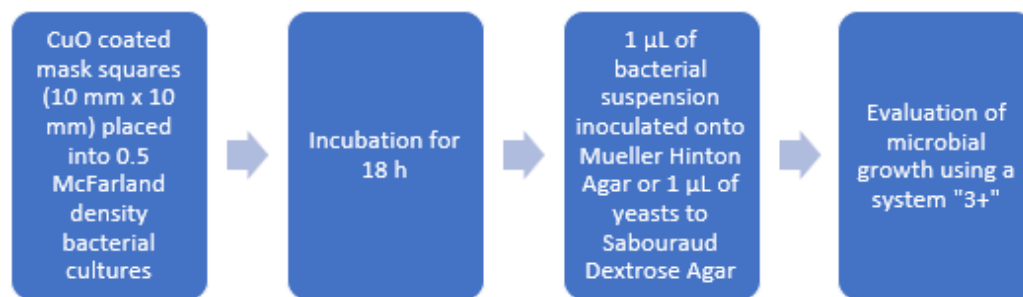 CuO coated
mask squares
(10 mm x 10
mm) placed
into 0.5
McFarland
density
bacterial
cultures
Incubation for
18 h
1 µL of
bacterial
suspension
inoculated onto
Mueller Hinton
Agar or 1 µL of
yeasts to
Sabouraud
Dextrose Agar
Evaluation of
microbial
growth using a
system "3+"